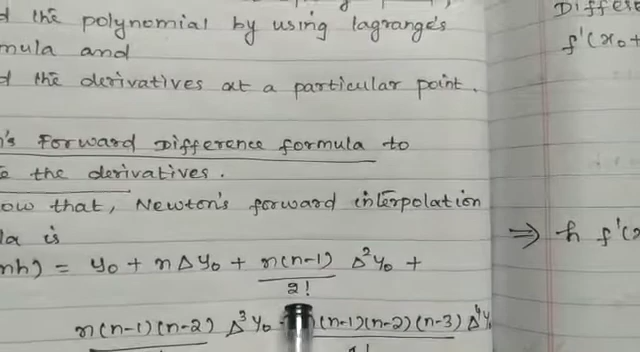 the polynomial by using lagrange's
mula and
the derivatives at a particular point.
's Forward Difference formula to
the derivatives.
ow that, Newton's forward interpolation
la is
nh) = y₀ + nΔy₀ + n(n-1)/2! Δ²y₀ +
n(n-1)(n-2) Δ³y₀ (n-1)(n-2)(n-3) Δ⁴y
Differe
f'(x₀+
⇒ h f'(x